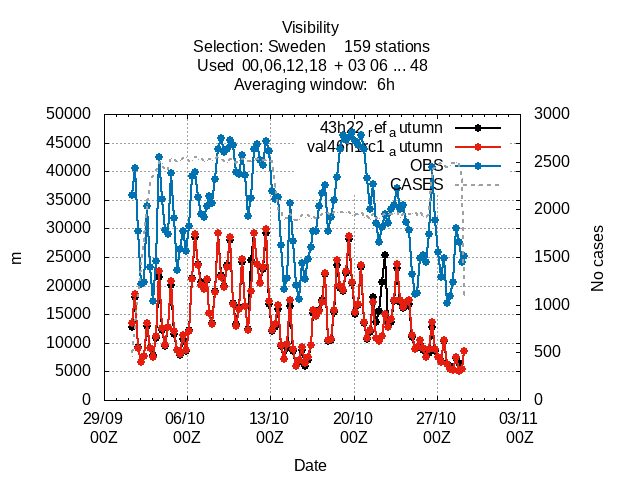 Visibility
Selection: Sweden 159 stations
Used 00,06,12,18 + 03 06 ... 48
Averaging window: 6h
50000
45000
40000
35000
30000
25000
20000
15000
10000
5000
0
m
3000
2500
2000
1500
1000
500
0
No cases
43h22ref autumn
OBS
CASES
29/09 06/10 13/10 20/10 27/10 03/11
00Z 00Z 00Z 00Z 00Z 00Z
Date